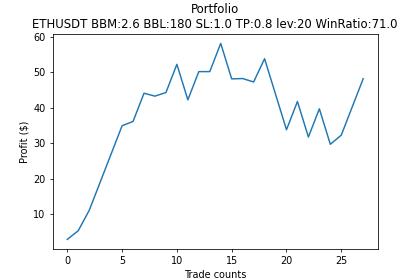 Portfolio
ETHUSDT BBM:2.6 BBL:180 SL:1.0 TP:0.8 lev:20 WinRatio:71.0
60
50
40
30
20
10
Profit ($)
0 5 10 15 20 25
Trade counts